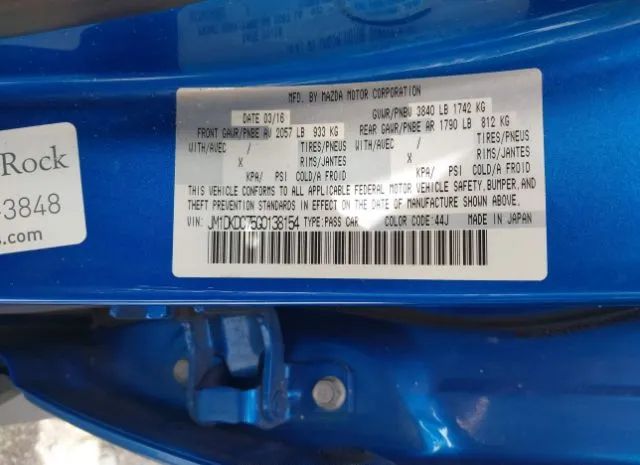 MFD. BY MAZDA MOTOR CORPORATION
DATE 03/16 GVWR/PNBV 3840 LB 1742 KG
FRONT GAWR/PNBE AV 2057 LB 933 KG REAR GAWR/PNBE AR 1790 LB 812 KG
WITH/AVEC / TIRES/PNEUS WITH/AVEC / TIRES/PNEUS
X RIMS/JANTES X RIMS/JANTES
KPA/ PSI COLD/A FROID KPA/ PSI COLD/A FROID
THIS VEHICLE CONFORMS TO ALL APPLICABLE FEDERAL MOTOR VEHICLE SAFETY, BUMPER, AND
THEFT PREVENTION STANDARDS IN EFFECT ON THE DATE OF MANUFACTURE SHOWN ABOVE.
VIN: JM1DKDC75G0138154 TYPE:PASS CAR COLOR CODE:44J MADE IN JAPAN
Rock
-3848
s.com